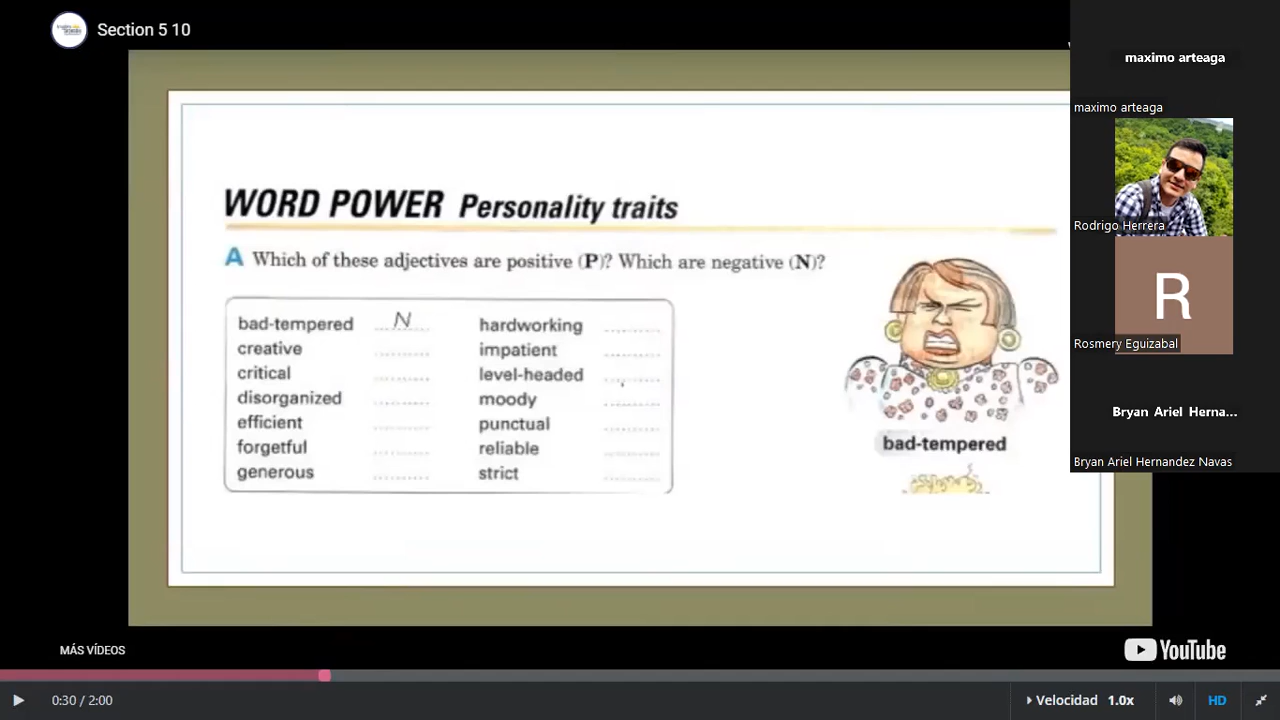 Section 5 10
maximo arteaga
maximo arteaga
Rodrigo Herrera
R
Rosmery Eguizabal
Bryan Ariel Herna...
Bryan Ariel Hernandez Navas
WORD POWER Personality traits
A Which of these adjectives are positive (P)? Which are negative (N)?
bad-tempered N
creative
critical
disorganized
efficient
forgetful
generous
hardworking
impatient
level-headed
moody
punctual
reliable
strict
bad-tempered
MÁS VÍDEOS
YouTube
0:30 / 2:00
Velocidad 1.0x
HD